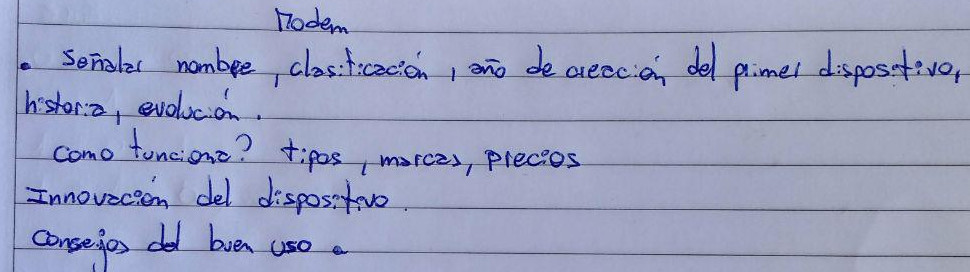 Modem
• Señalar nombre, clasificación, año de creección del primer dispositivo,
historia, evolución.
Como funciona? tipos, marcas, precios
Innovación del dispositivo.
Consejos del buen uso.